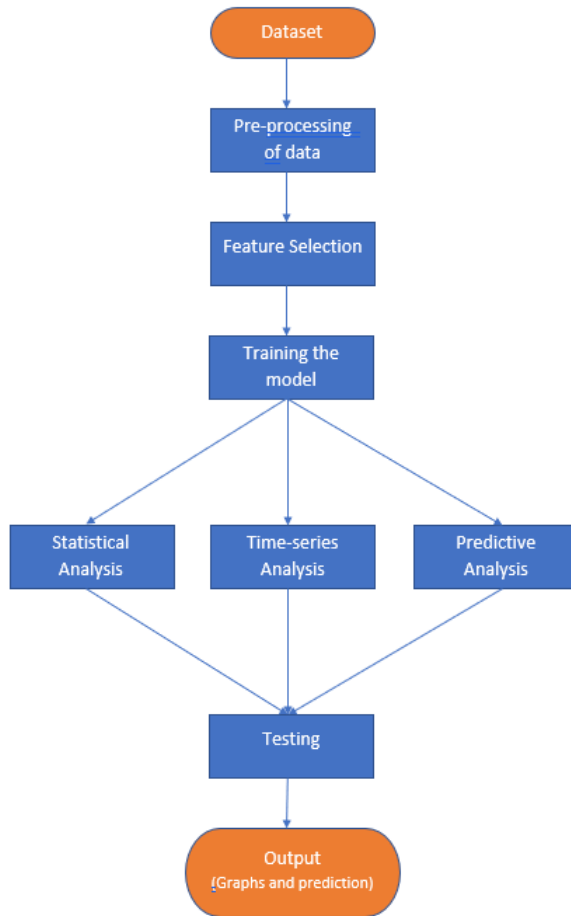 Dataset
Pre-processing
of data
Feature Selection
Training the
model
Statistical
Analysis
Time-series
Analysis
Predictive
Analysis
Testing
Output
(Graphs and prediction)